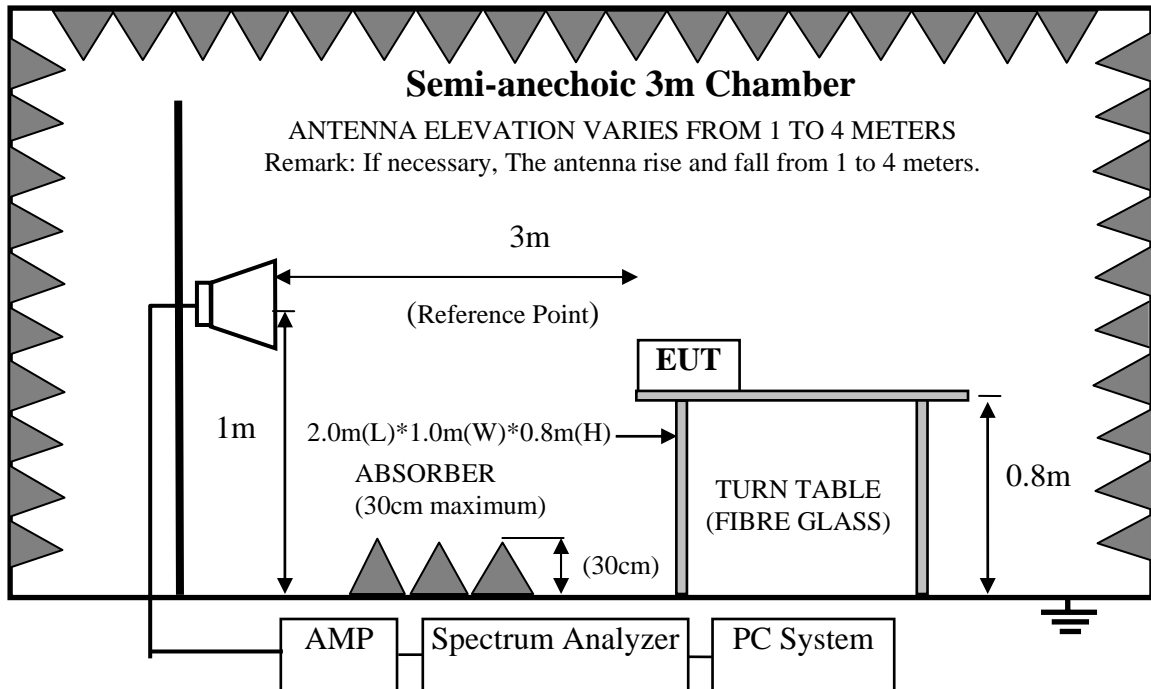 Semi-anechoic 3m Chamber
ANTENNA ELEVATION VARIES FROM 1 TO 4 METERS
Remark: If necessary, The antenna rise and fall from 1 to 4 meters.
3m
(Reference Point)
EUT
1m
2.0m(L)*1.0m(W)*0.8m(H)
ABSORBER
(30cm maximum)
TURN TABLE
(FIBRE GLASS)
0.8m
(30cm)
AMP
Spectrum Analyzer
PC System